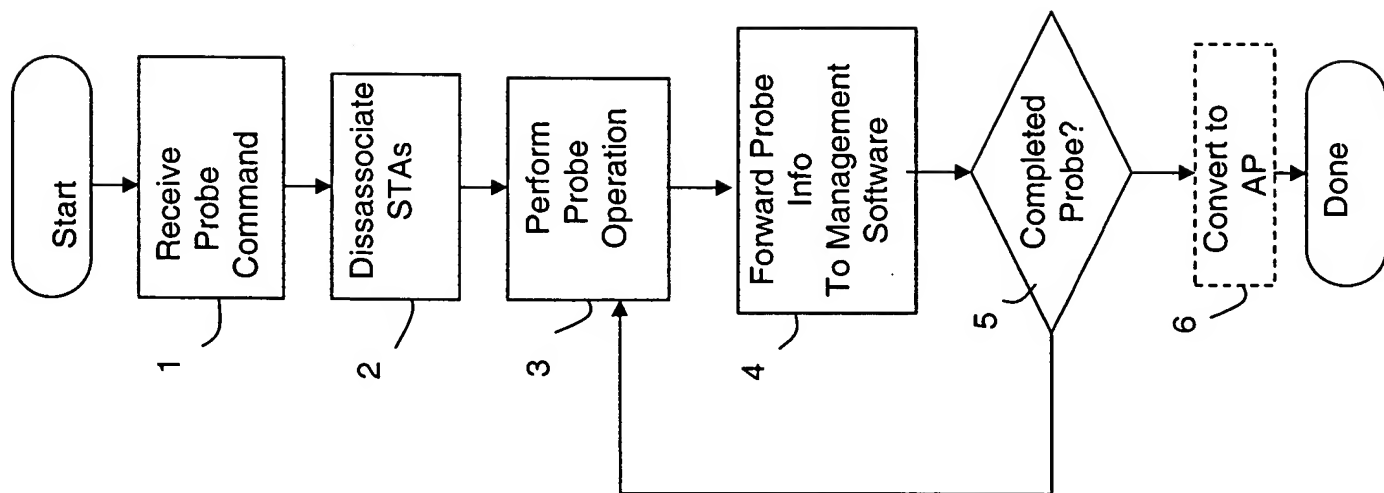 Start
Receive
Probe
Command
1
Dissassociate
STAs
2
Perform
Probe
Operation
3
Forward Probe
Info
To Management
Software
4
Completed
Probe?
5
Convert to
AP
6
Done